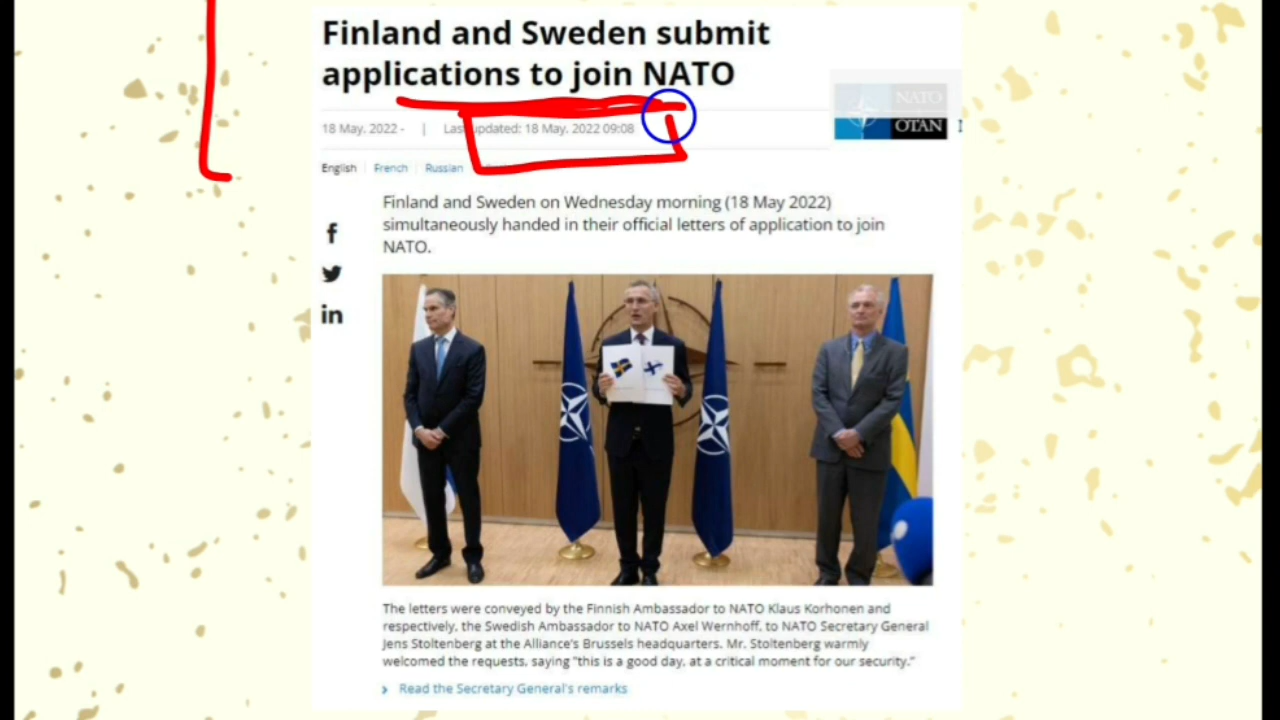 Finland and Sweden submit
applications to join NATO
NATO
OTAN
18 May. 2022 - | Last updated: 18 May. 2022 09:08
English French Russian
Finland and Sweden on Wednesday morning (18 May 2022)
simultaneously handed in their official letters of application to join
NATO.
The letters were conveyed by the Finnish Ambassador to NATO Klaus Korhonen and
respectively, the Swedish Ambassador to NATO Axel Wernhoff, to NATO Secretary General
Jens Stoltenberg at the Alliance's Brussels headquarters. Mr. Stoltenberg warmly
welcomed the requests, saying "this is a good day, at a critical moment for our security."
Read the Secretary General's remarks